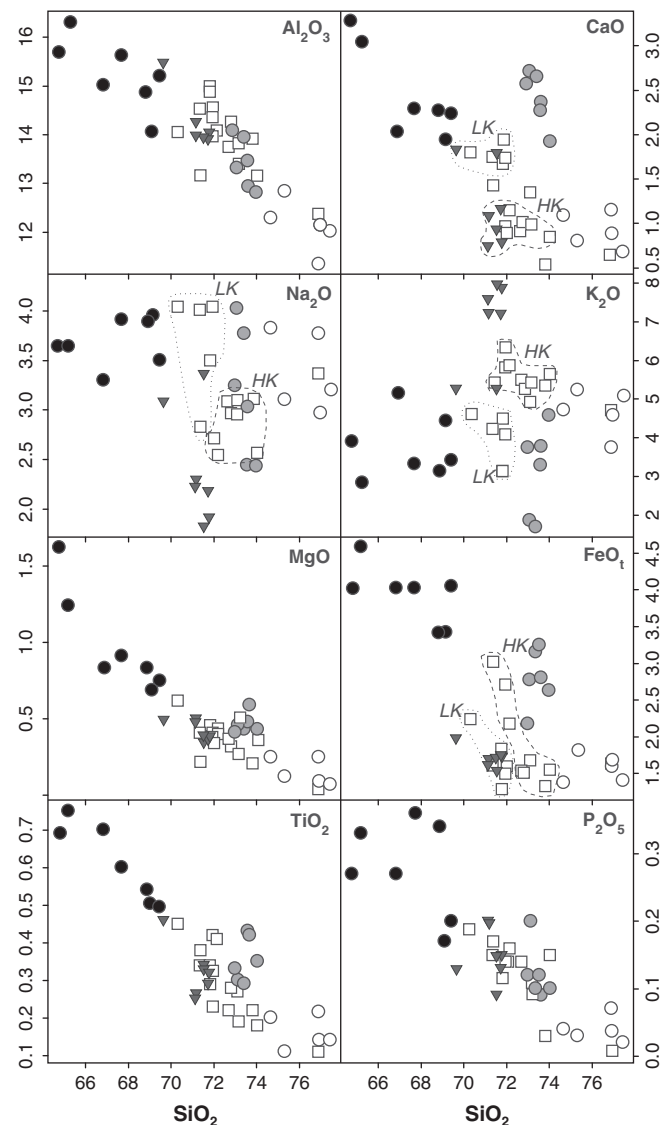 Al₂O₃
CaO
16
15
14
13
12
3.0
2.5
2.0
1.5
1.0
0.5
LK
HK
Na₂O
K₂O
4.0
3.5
3.0
2.5
2.0
8
7
6
5
4
3
2
LK
HK
HK
LK
MgO
FeOₜ
1.5
1.0
0.5
4.5
4.0
3.5
3.0
2.5
2.0
1.5
HK
LK
TiO₂
P₂O₅
0.7
0.6
0.5
0.4
0.3
0.2
0.1
0.3
0.2
0.1
0.0
66 68 70 72 74 76
66 68 70 72 74 76
SiO₂
SiO₂